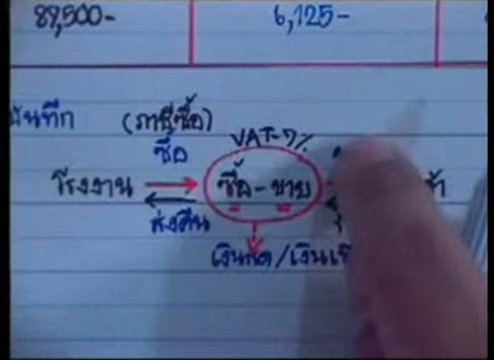 89,500- 6,125-
บันทึก (ภาษีซื้อ)
ซื้อ VAT-7%
โรงงาน ซื้อ-ขาย
ส่งคืน
เงินสด/เงินเชื่อ